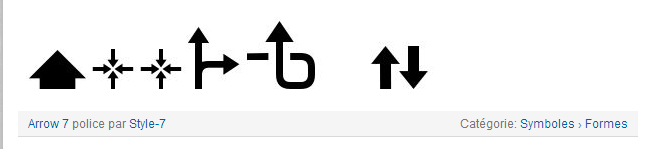 Arrow 7 police par Style-7
Catégorie: Symboles › Formes